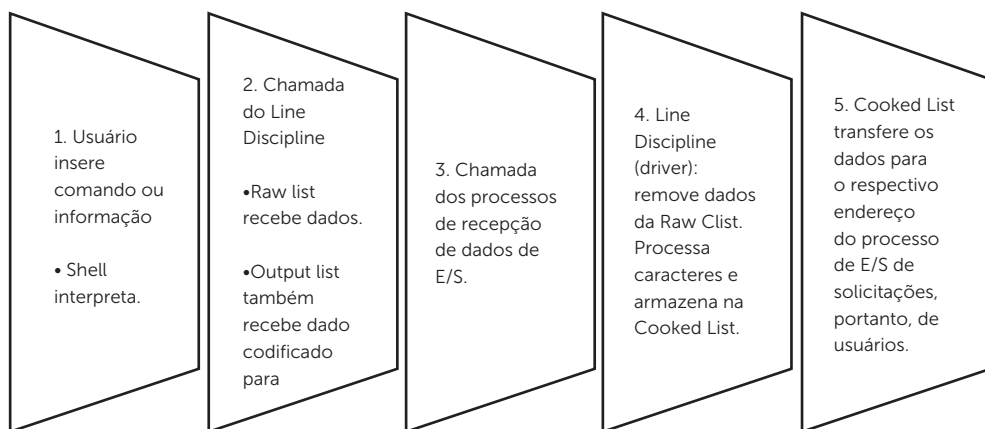 1. Usuário
insere
comando ou
informação
• Shell
interpreta.
2. Chamada
do Line
Discipline
•Raw list
recebe dados.
•Output list
também
recebe dado
codificado
para
3. Chamada
dos processos
de recepção
de dados de
E/S.
4. Line
Discipline
(driver):
remove dados
da Raw Clist.
Processa
caracteres e
armazena na
Cooked List.
5. Cooked List
transfere os
dados para
o respectivo
endereço
do processo
de E/S de
solicitações,
portanto, de
usuários.